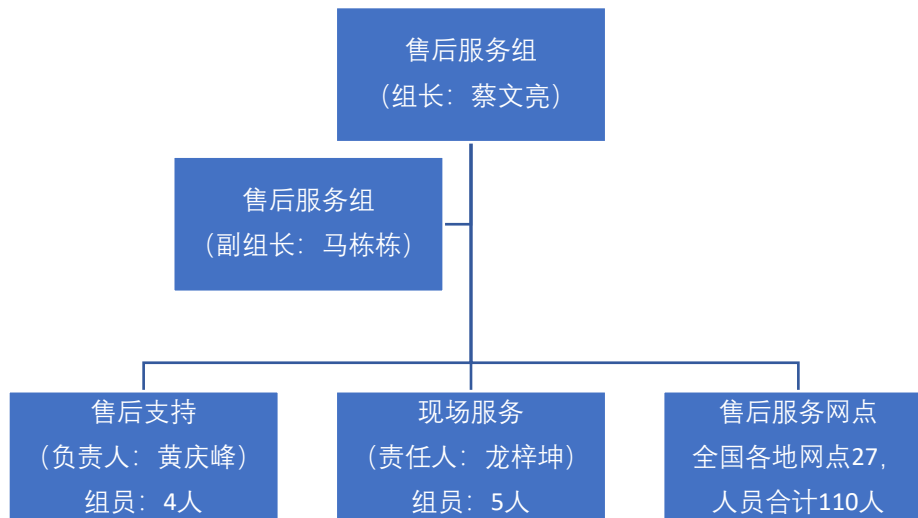 售后服务组
（组长：蔡文亮）
售后服务组
（副组长：马栋栋）
售后支持
（负责人：黄庆峰）
组员：4人
现场服务
（责任人：龙梓坤）
组员：5人
售后服务网点
全国各地网点27，
人员合计110人